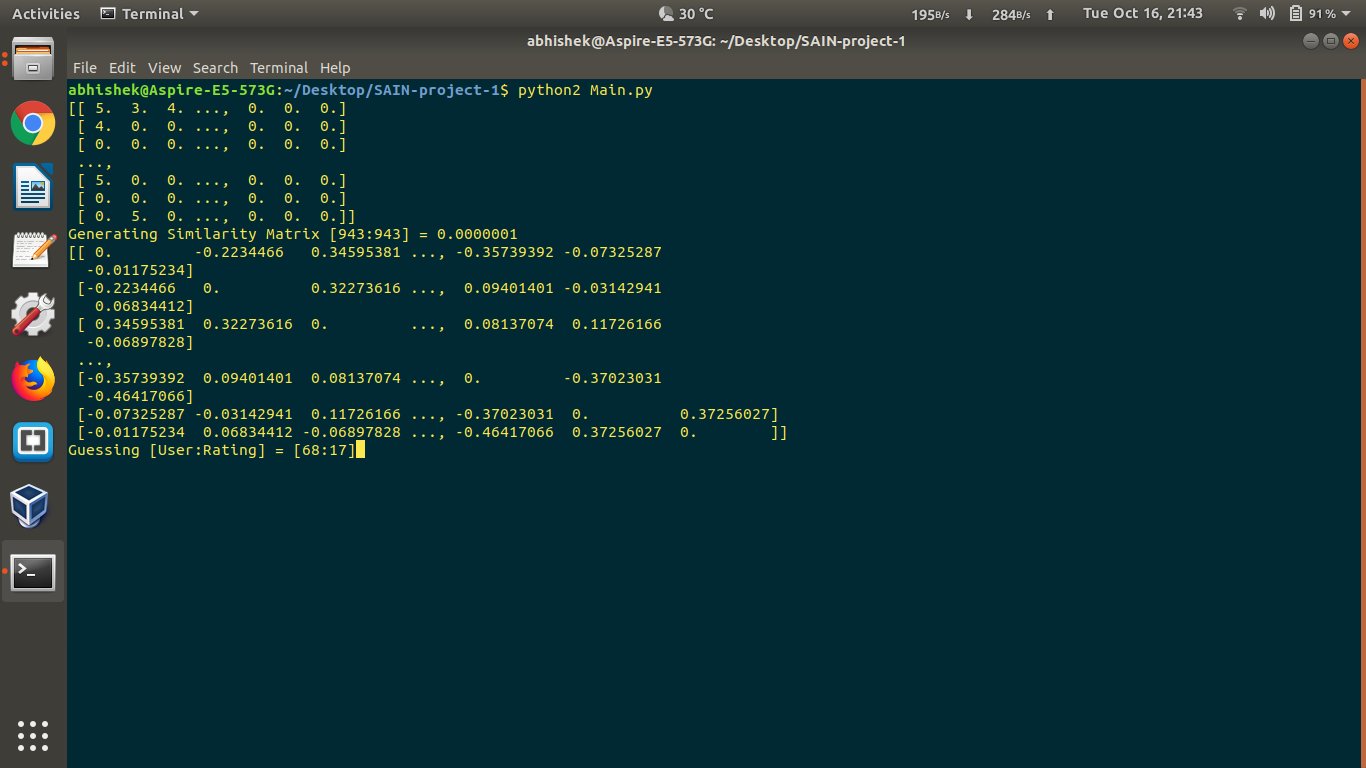 Activities Terminal 30 °C 195B/s 284B/s Tue Oct 16, 21:43 91 %
abhishek@Aspire-E5-573G: ~/Desktop/SAIN-project-1
File Edit View Search Terminal Help
abhishek@Aspire-E5-573G:~/Desktop/SAIN-project-1$ python2 Main.py
[[ 5.  3.  4. ...,  0.  0.  0.]
 [ 4.  0.  0. ...,  0.  0.  0.]
 [ 0.  0.  0. ...,  0.  0.  0.]
 ...,
 [ 5.  0.  0. ...,  0.  0.  0.]
 [ 0.  0.  0. ...,  0.  0.  0.]
 [ 0.  5.  0. ...,  0.  0.  0.]]
Generating Similarity Matrix [943:943] = 0.0000001
[[ 0.         -0.2234466   0.34595381 ..., -0.35739392 -0.07325287
  -0.01175234]
 [-0.2234466   0.          0.32273616 ...,  0.09401401 -0.03142941
   0.06834412]
 [ 0.34595381  0.32273616  0.         ...,  0.08137074  0.11726166
  -0.06897828]
 ...,
 [-0.35739392  0.09401401  0.08137074 ...,  0.         -0.37023031
  -0.46417066]
 [-0.07325287 -0.03142941  0.11726166 ..., -0.37023031  0.          0.37256027]
 [-0.01175234  0.06834412 -0.06897828 ..., -0.46417066  0.37256027  0.        ]]
Guessing [User:Rating] = [68:17]